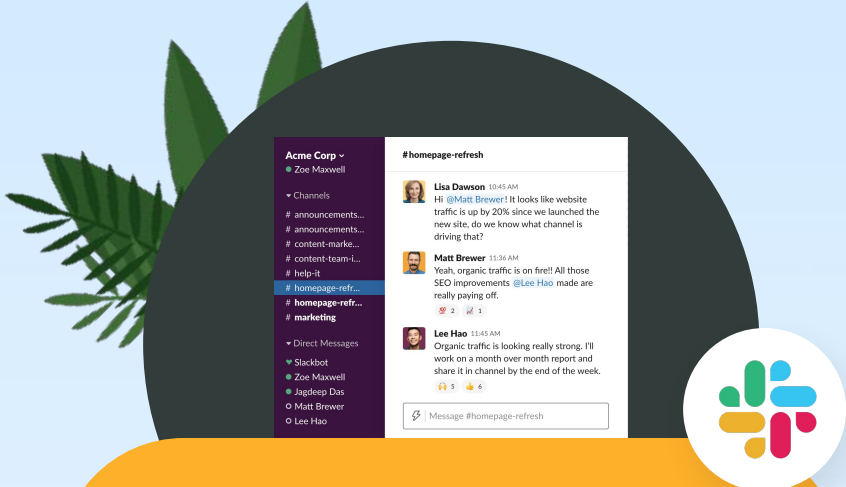 Acme Corp
Zoe Maxwell
Channels
# announcements...
# announcements...
# content-marke...
# content-team-i...
# help-it
# homepage-refr...
# homepage-refr...
# marketing
Direct Messages
Slackbot
Zoe Maxwell
Jagdeep Das
Matt Brewer
Lee Hao
#homepage-refresh
Lisa Dawson 10:45 AM
Hi @Matt Brewer! It looks like website
traffic is up by 20% since we launched the
new site, do we know what channel is
driving that?
Matt Brewer 11:36 AM
Yeah, organic traffic is on fire!! All those
SEO improvements @Lee Hao made are
really paying off.
💯 2 📈 1
Lee Hao 11:45 AM
Organic traffic is looking really strong. I'll
work on a month over month report and
share it in channel by the end of the week.
🙌 5 👍 6
Message #homepage-refresh